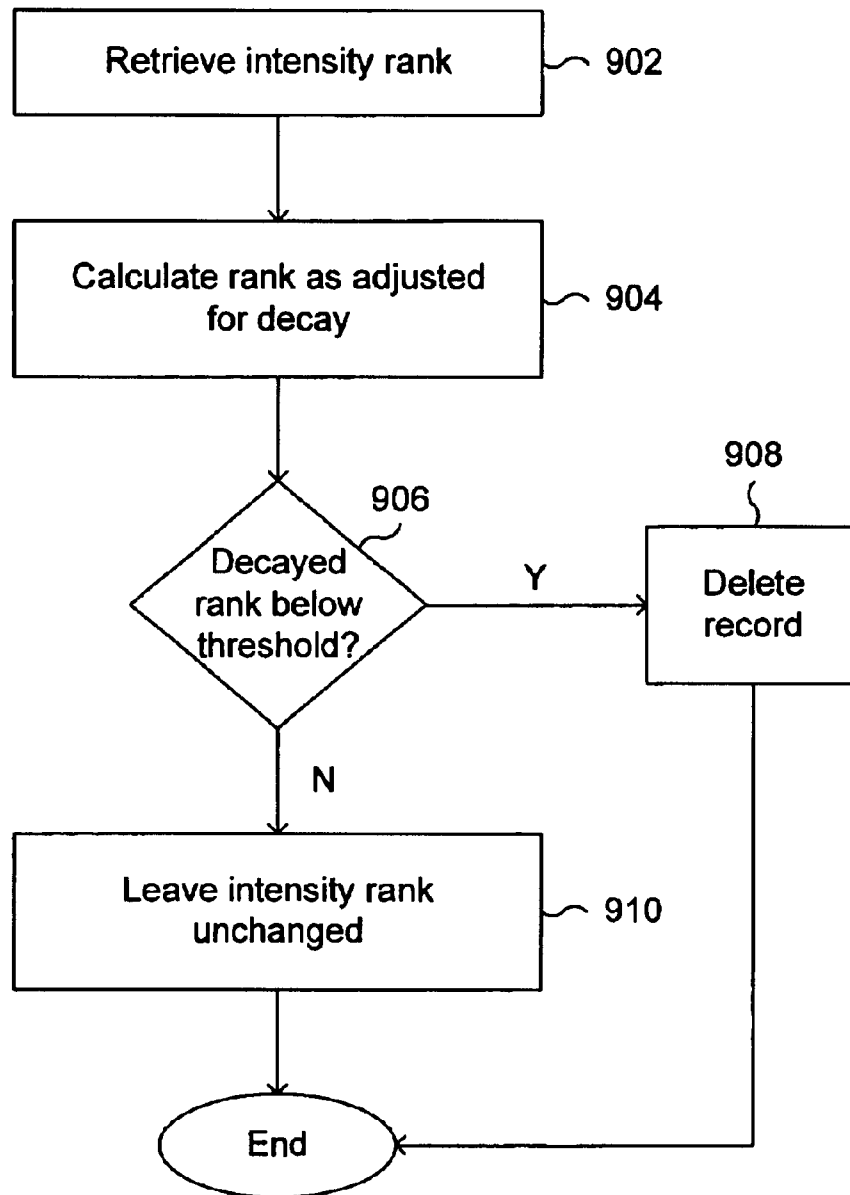 Retrieve intensity rank
902
Calculate rank as adjusted
for decay
904
906
Decayed
rank below
threshold?
Y
908
Delete
record
N
Leave intensity rank
unchanged
910
End